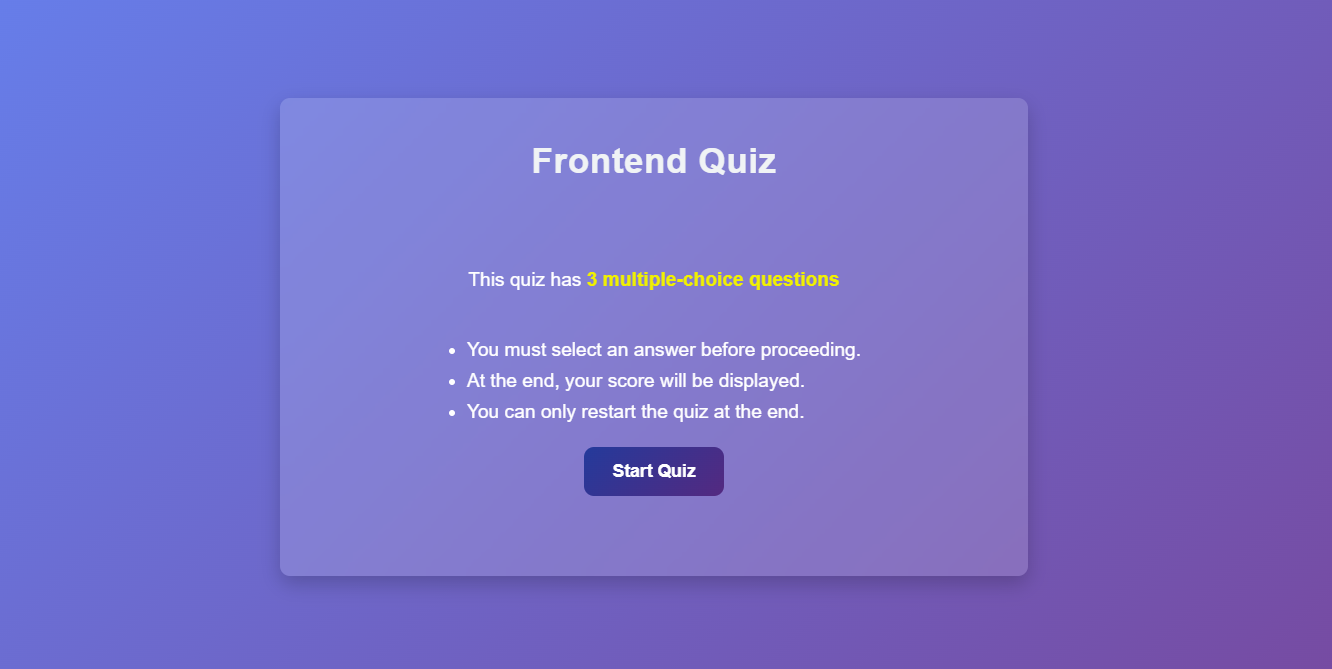 Frontend Quiz
This quiz has 3 multiple-choice questions
You must select an answer before proceeding.
At the end, your score will be displayed.
You can only restart the quiz at the end.
Start Quiz